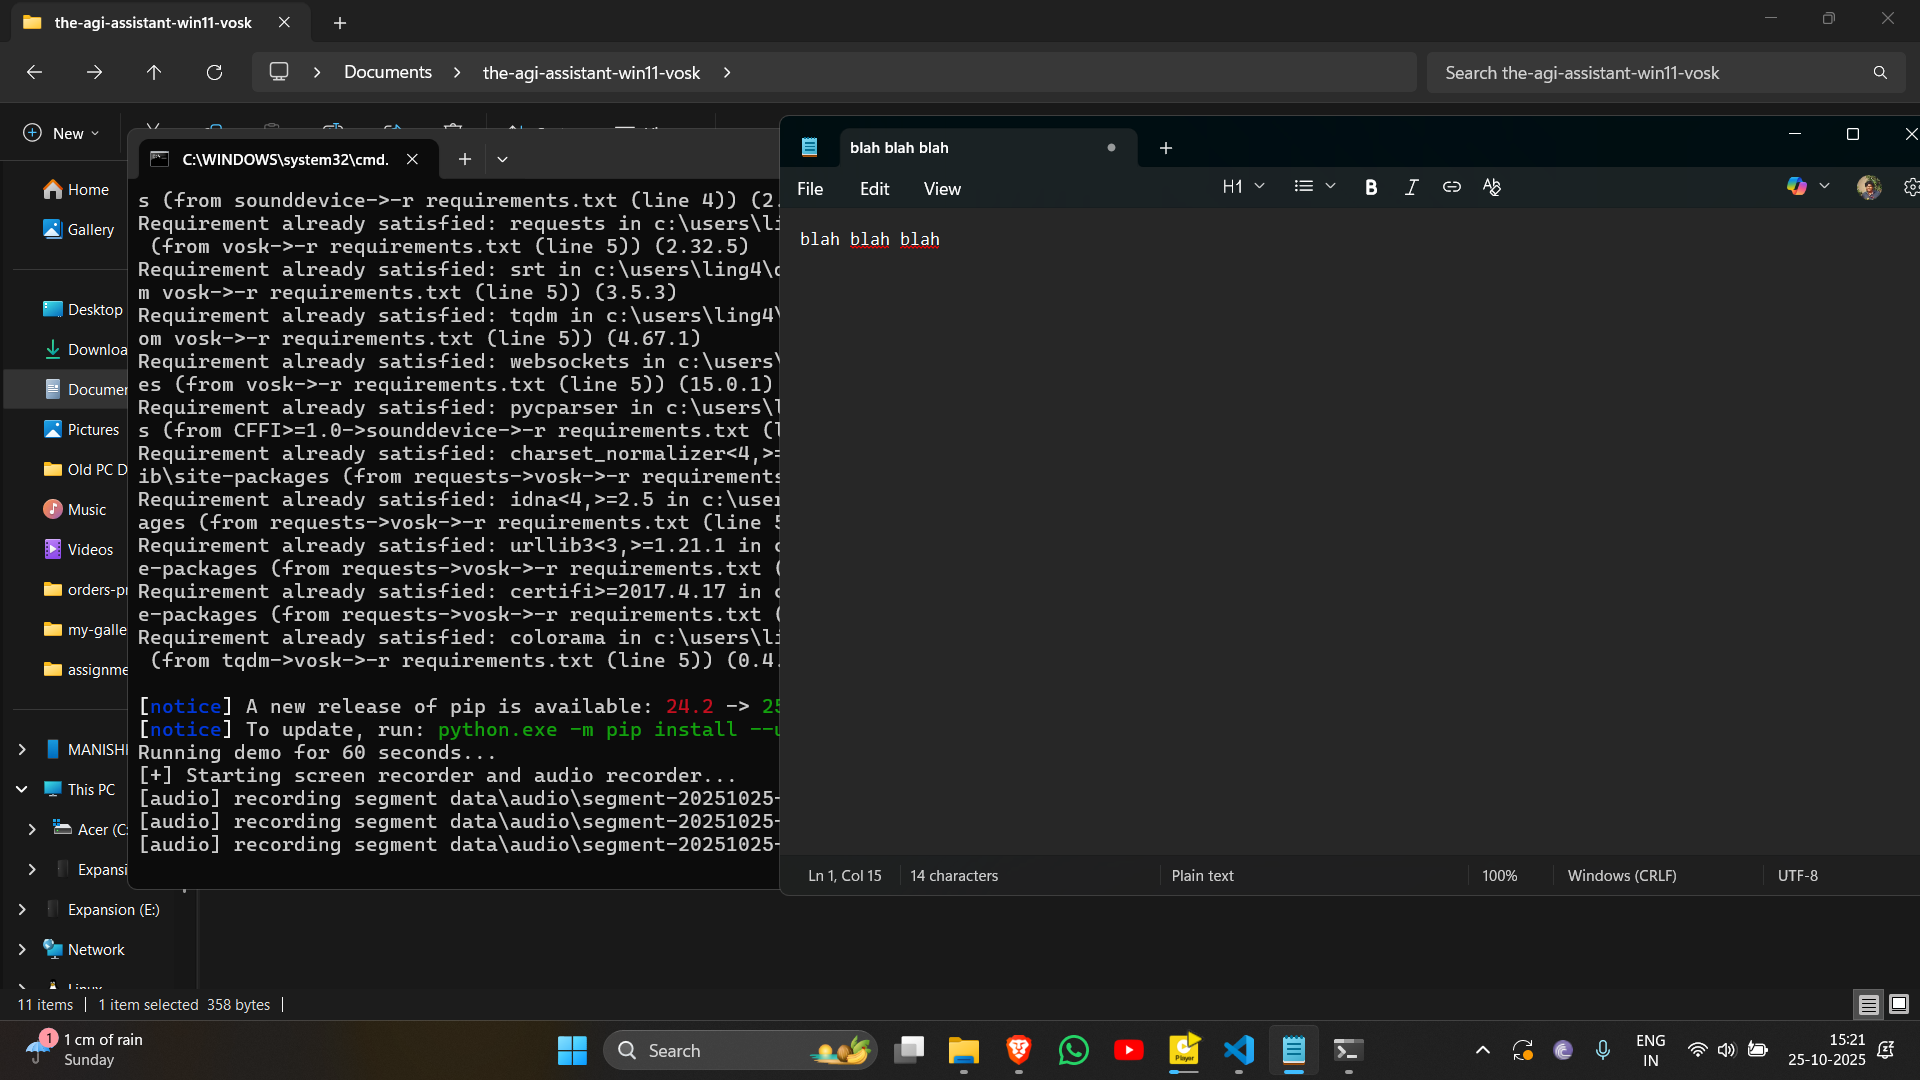 the-agi-assistant-win11-vosk
Documents
the-agi-assistant-win11-vosk
Search the-agi-assistant-win11-vosk
New
Home
Gallery
Desktop
Downloa
Documen
Pictures
Old PC D
Music
Videos
orders-pr
my-galle
assignme
MANISH
This PC
Acer (C:
Expansi
Expansion (E:)
Network
Linux
11 items
1 item selected 358 bytes
C:\WINDOWS\system32\cmd.
s (from sounddevice->-r requirements.txt (line 4)) (2.
Requirement already satisfied: requests in c:\users\li
(from vosk->-r requirements.txt (line 5)) (2.32.5)
Requirement already satisfied: srt in c:\users\ling4\
m vosk->-r requirements.txt (line 5)) (3.5.3)
Requirement already satisfied: tqdm in c:\users\ling4\
om vosk->-r requirements.txt (line 5)) (4.67.1)
Requirement already satisfied: websockets in c:\users\
es (from vosk->-r requirements.txt (line 5)) (15.0.1)
Requirement already satisfied: pycparser in c:\users\l
s (from CFFI>=1.0->sounddevice->-r requirements.txt (l
Requirement already satisfied: charset_normalizer<4,>=
ib\site-packages (from requests->vosk->-r requirements
Requirement already satisfied: idna<4,>=2.5 in c:\user
ages (from requests->vosk->-r requirements.txt (line 5
Requirement already satisfied: urllib3<3,>=1.21.1 in c
e-packages (from requests->vosk->-r requirements.txt (
Requirement already satisfied: certifi>=2017.4.17 in c
e-packages (from requests->vosk->-r requirements.txt (
Requirement already satisfied: colorama in c:\users\li
(from tqdm->vosk->-r requirements.txt (line 5)) (0.4.
[notice] A new release of pip is available: 24.2 -> 25
[notice] To update, run: python.exe -m pip install --u
Running demo for 60 seconds...
[+] Starting screen recorder and audio recorder...
[audio] recording segment data\audio\segment-20251025-
[audio] recording segment data\audio\segment-20251025-
[audio] recording segment data\audio\segment-20251025-
blah blah blah
File
Edit
View
H1
B
I
blah blah blah
Ln 1, Col 15
14 characters
Plain text
100%
Windows (CRLF)
UTF-8
1
1 cm of rain
Sunday
Search
Player
ENG
IN
15:21
25-10-2025